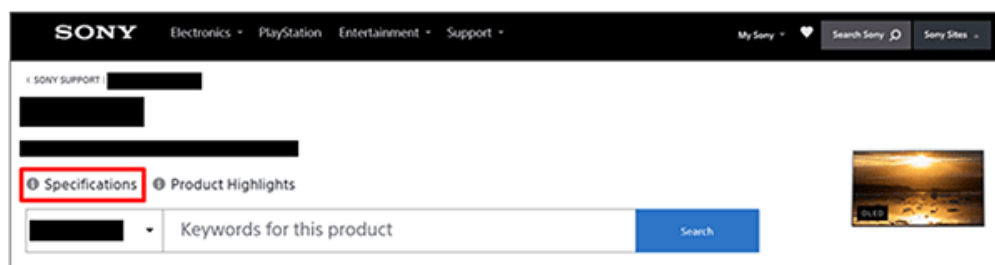 SONY Electronics PlayStation Entertainment Support My Sony Search Sony Sony Sites
< SONY SUPPORT |
Specifications Product Highlights
OLED
Keywords for this product Search